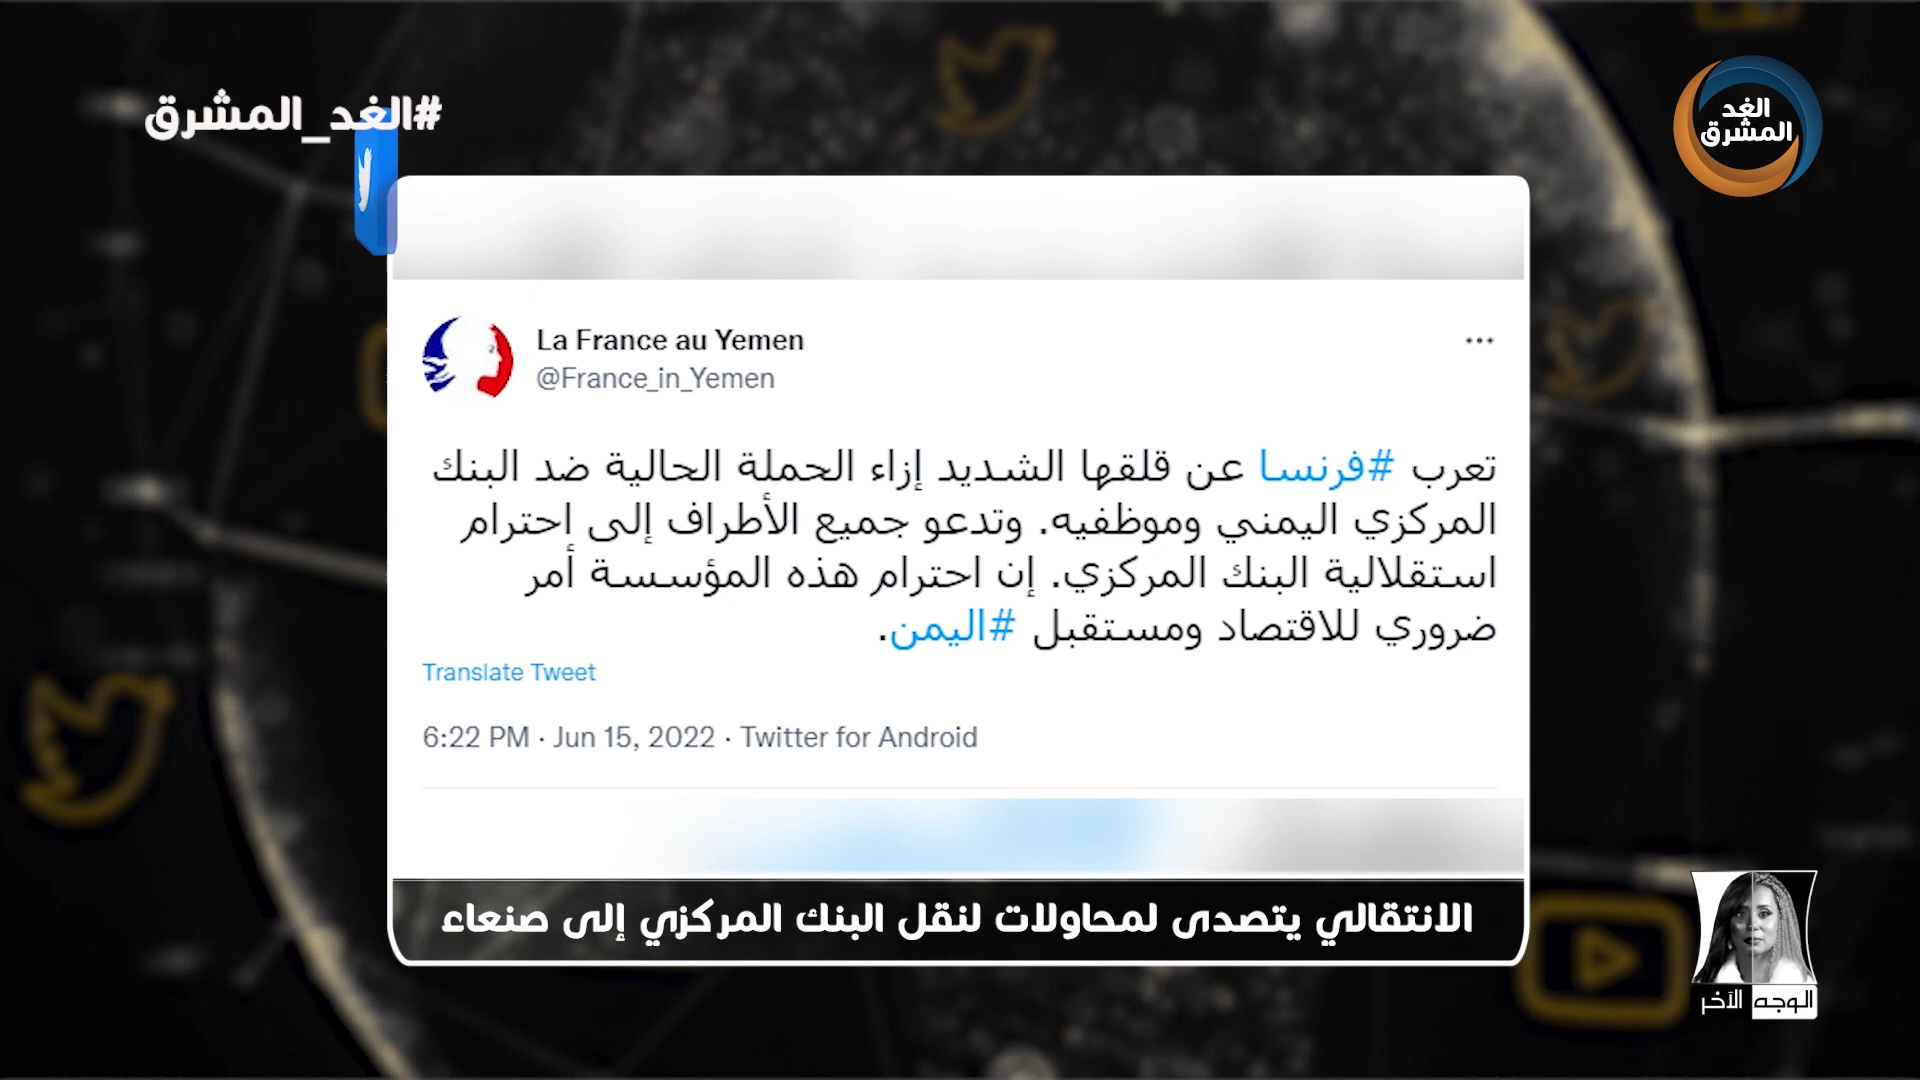 #الغد_المشرق
الغد
المشرق
La France au Yemen
@France_in_Yemen
تعرب #فرنسا عن قلقها الشديد إزاء الحملة الحالية ضد البنك
المركزي اليمني وموظفيه. وتدعو جميع الأطراف إلى احترام
استقلالية البنك المركزي. إن احترام هذه المؤسسة أمر
ضروري للاقتصاد ومستقبل #اليمن.
Translate Tweet
6:22 PM · Jun 15, 2022 · Twitter for Android
الانتقالي يتصدى لمحاولات لنقل البنك المركزي إلى صنعاء
الوجه الآخر